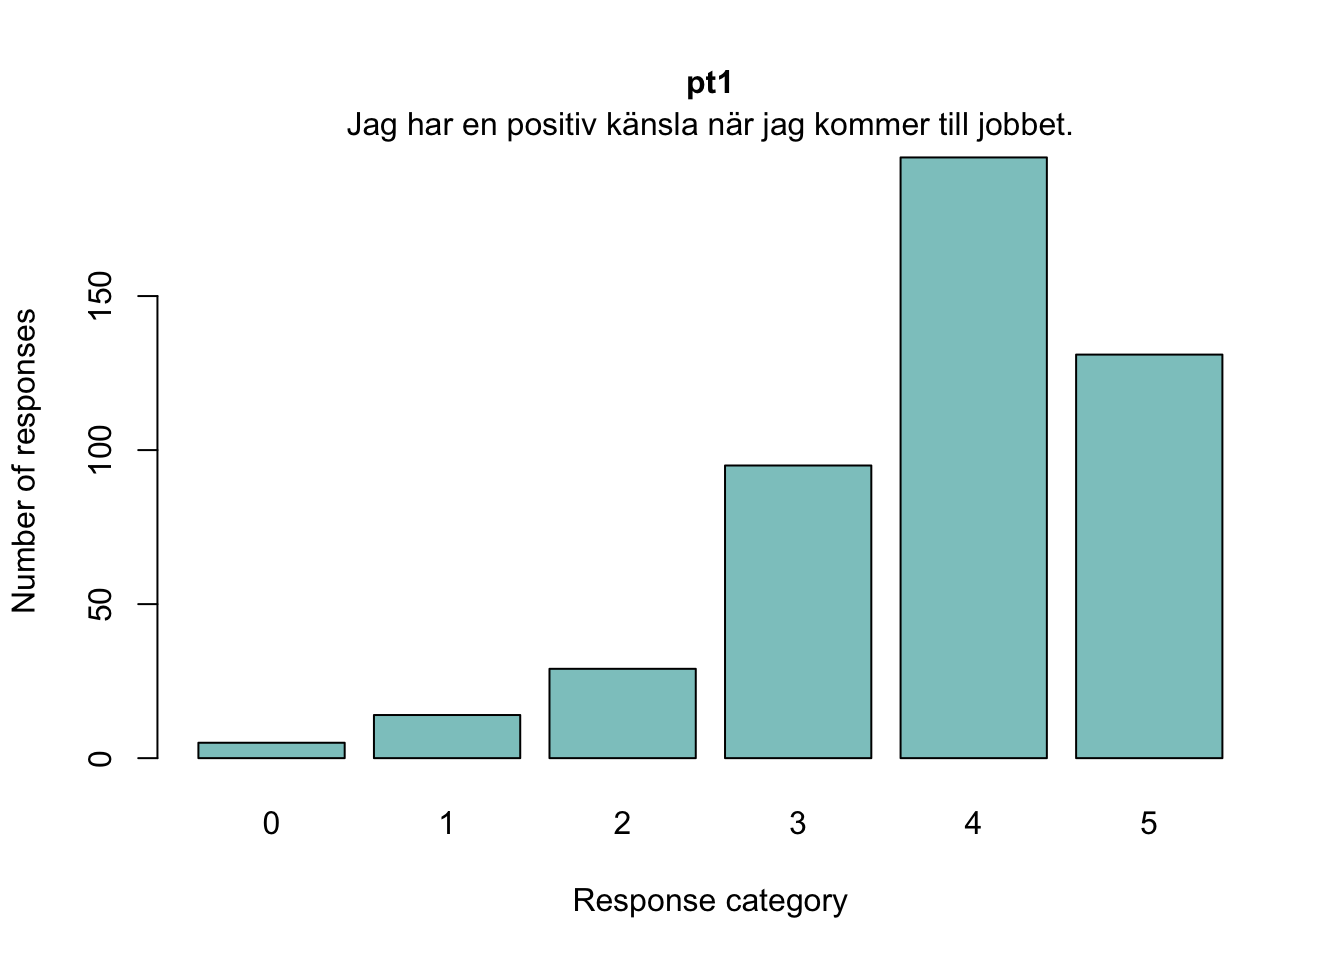 pt1
Jag har en positiv känsla när jag kommer till jobbet.
Number of responses
150
100
50
0
0 1 2 3 4 5
Response category